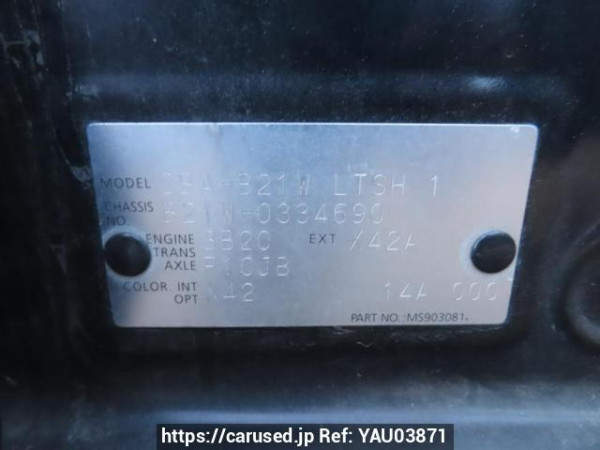 MODEL DBA-B21W LTSH 1
CHASSIS NO. B21W-0334690
ENGINE 3B20 EXT X42A
TRANS AXLE F1CJB
COLOR. INT OPT X42 14A 000
PART NO.:MS903081-
https://carused.jp Ref: YAU03871